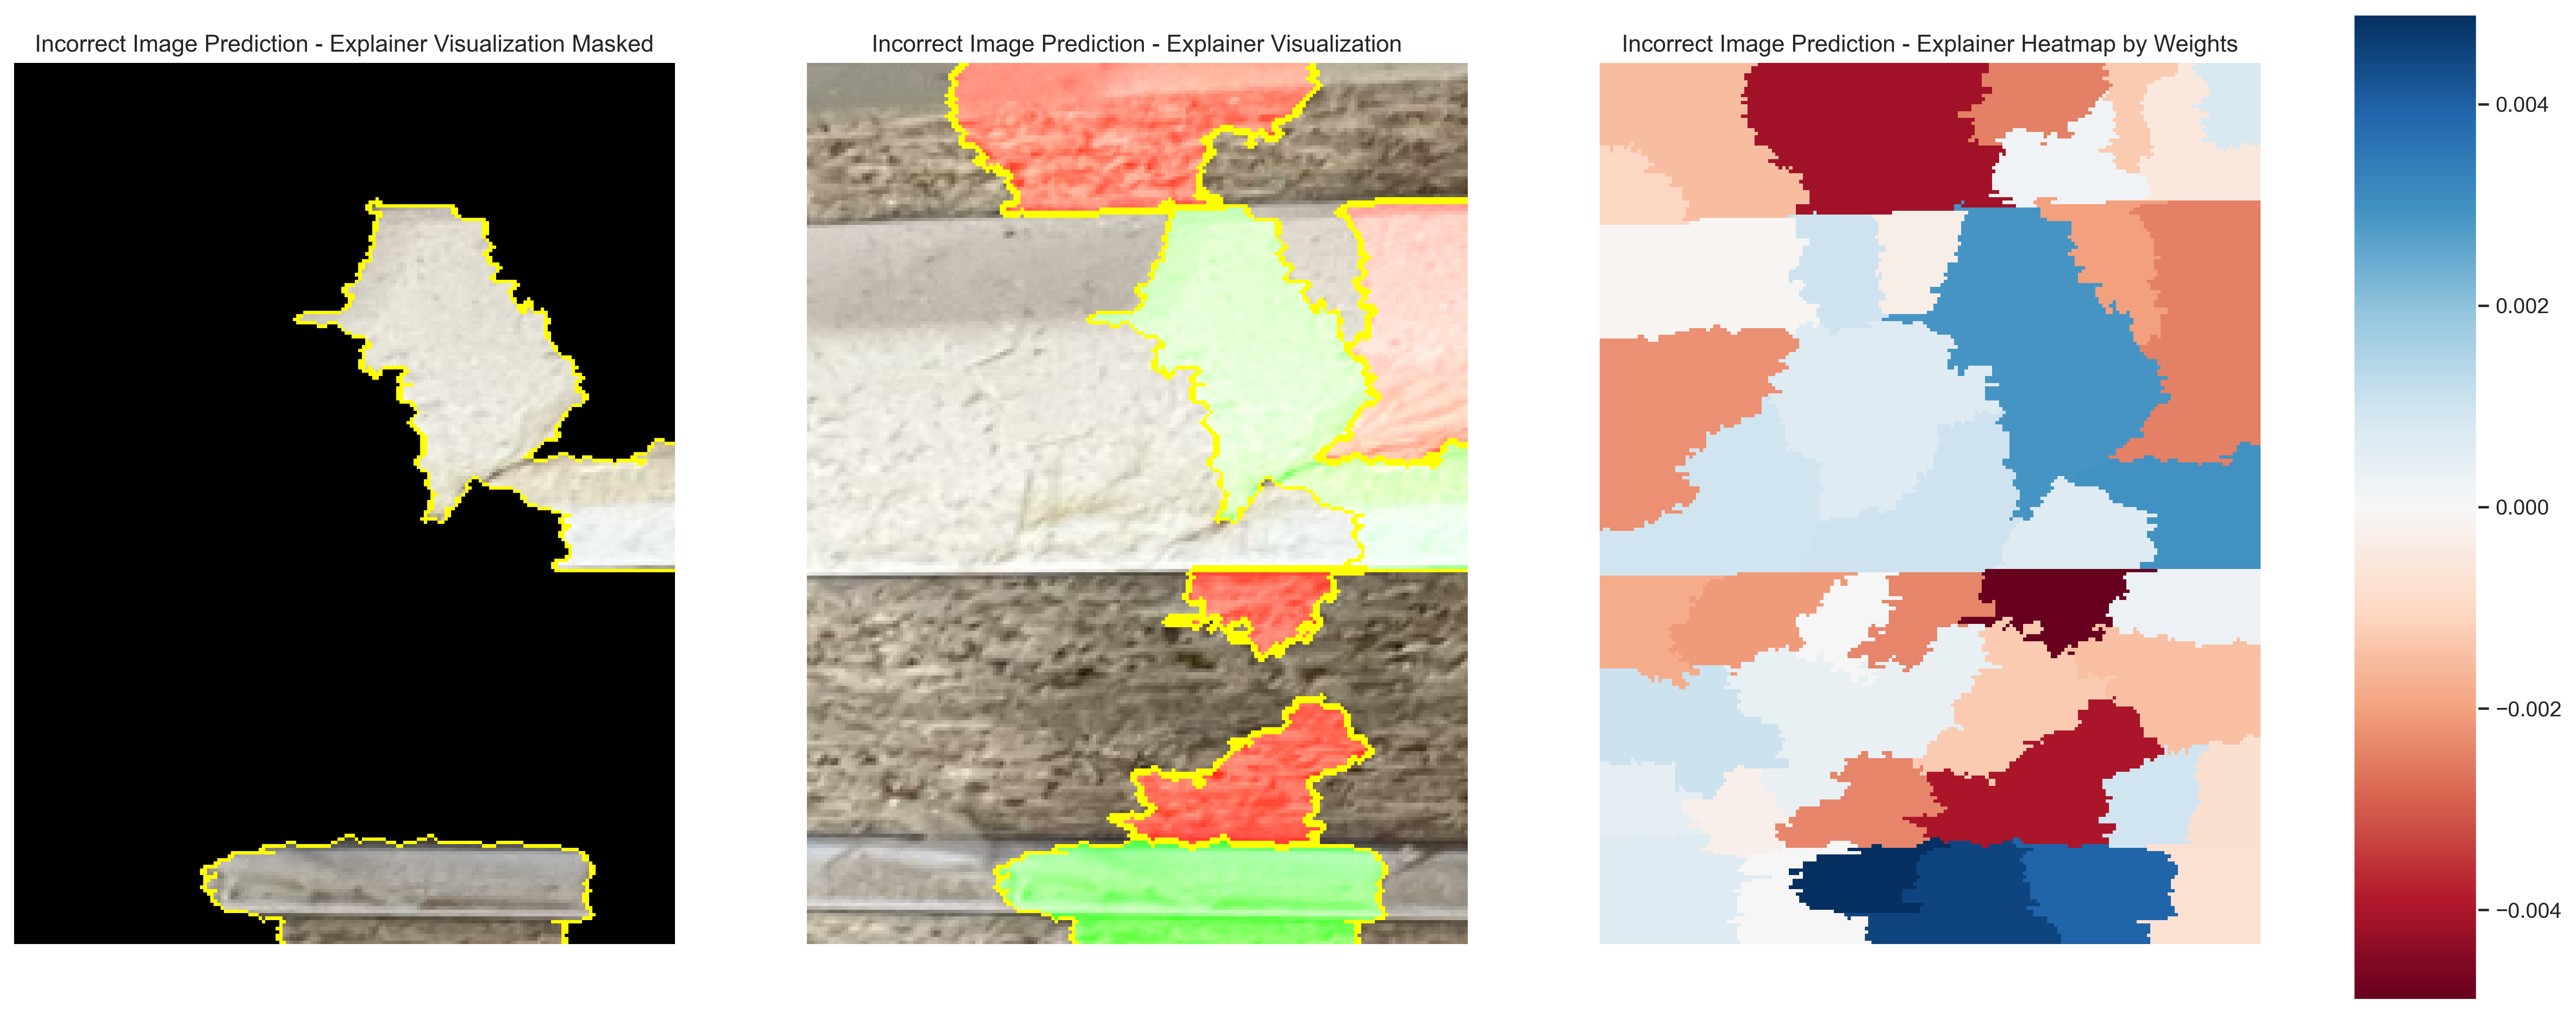 Incorrect Image Prediction - Explainer Visualization Masked
Incorrect Image Prediction - Explainer Visualization
Incorrect Image Prediction - Explainer Heatmap by Weights
0.004
0.002
0.000
−0.002
−0.004